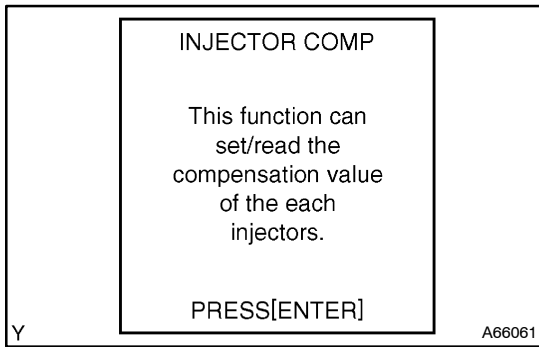 INJECTOR COMP
This function can
set/read the
compensation value
of the each
injectors.
PRESS[ENTER]
Y
A66061